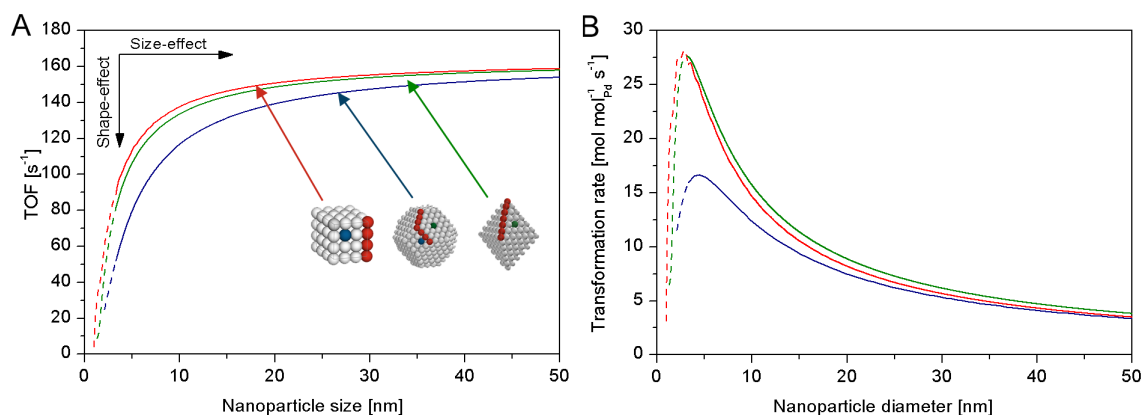 A
Size-effect
Shape-effect
TOF [s⁻¹]
180
160
140
120
100
80
60
40
20
0
0 10 20 30 40 50
Nanoparticle size [nm]
B
Transformation rate [mol mol⁻¹Pd s⁻¹]
30
25
20
15
10
5
0
0 10 20 30 40 50
Nanoparticle diameter [nm]